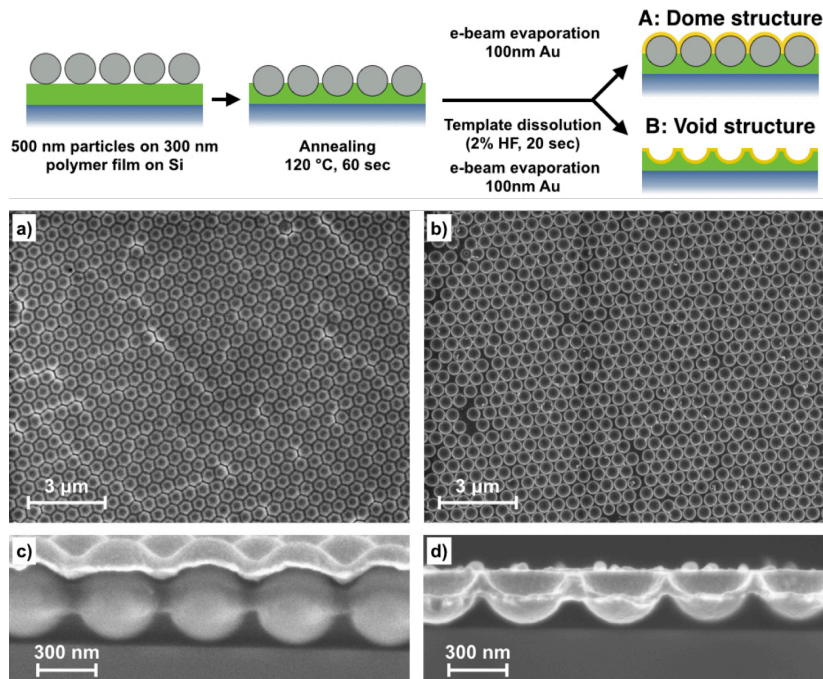 500 nm particles on 300 nm
polymer film on Si
Annealing
120 °C, 60 sec
e-beam evaporation
100nm Au
Template dissolution
(2% HF, 20 sec)
e-beam evaporation
100nm Au
A: Dome structure
B: Void structure
a)
3 µm
b)
3 µm
c)
300 nm
d)
300 nm